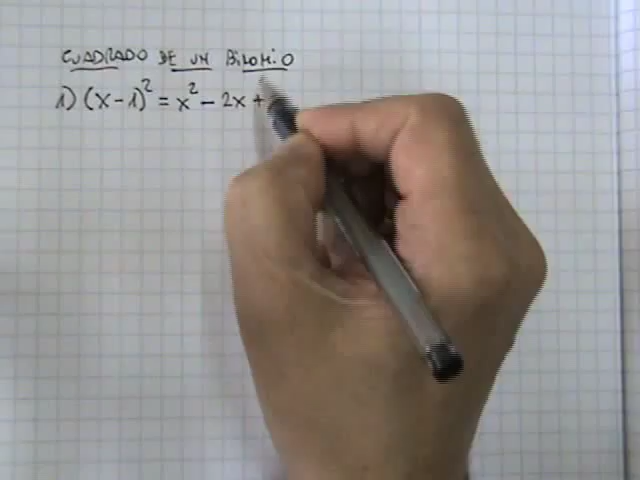 CUADRADO DE UN BINOMIO
1) (x - 1)² = x² - 2x +